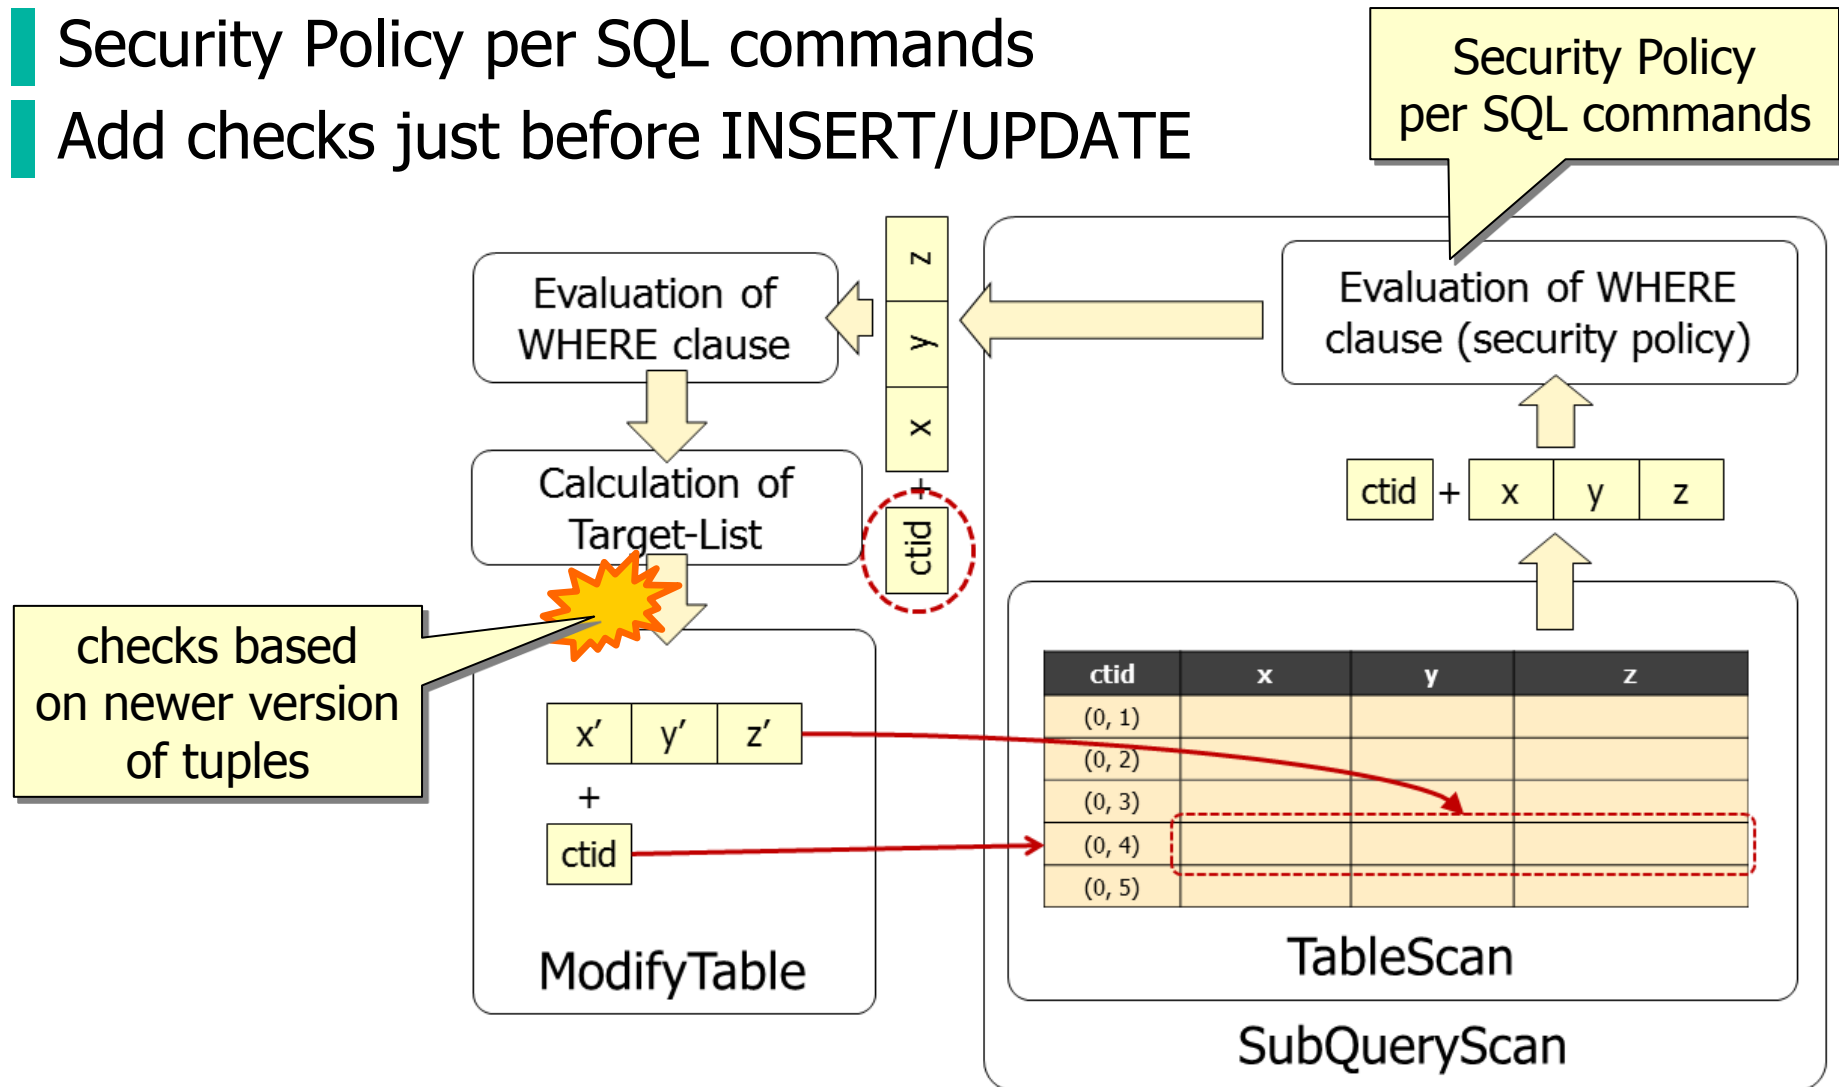 Security Policy per SQL commands
Add checks just before INSERT/UPDATE
Security Policy
per SQL commands
Evaluation of
WHERE clause
z
y
x
+
ctid
Evaluation of WHERE
clause (security policy)
Calculation of
Target-List
ctid + x y z
checks based
on newer version
of tuples
x’ y’ z’
+
ctid
ModifyTable
ctid x y z
(0, 1)
(0, 2)
(0, 3)
(0, 4)
(0, 5)
TableScan
SubQueryScan